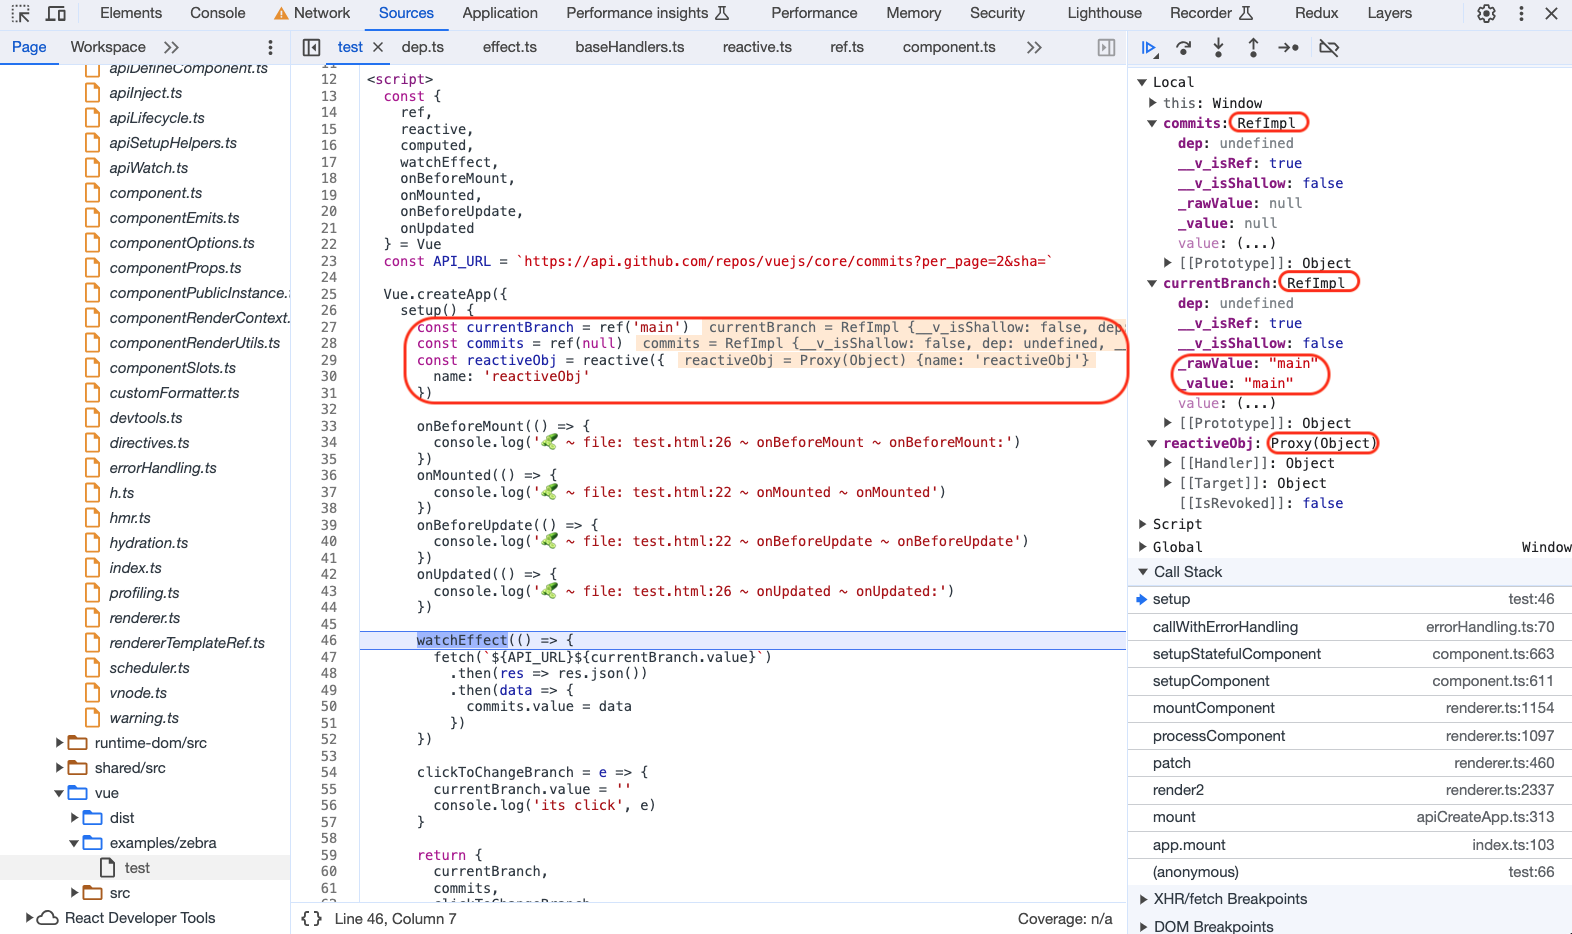 Elements Console Network Sources Application Performance insights Performance Memory Security Lighthouse Recorder Redux Layers
Page Workspace
test dep.ts effect.ts baseHandlers.ts reactive.ts ref.ts component.ts
apiDefineComponent.ts
apiInject.ts
apiLifecycle.ts
apiSetupHelpers.ts
apiWatch.ts
component.ts
componentEmits.ts
componentOptions.ts
componentProps.ts
componentPublicInstance.
componentRenderContext.
componentRenderUtils.ts
componentSlots.ts
customFormatter.ts
devtools.ts
directives.ts
errorHandling.ts
h.ts
hmr.ts
hydration.ts
index.ts
profiling.ts
renderer.ts
rendererTemplateRef.ts
scheduler.ts
vnode.ts
warning.ts
runtime-dom/src
shared/src
vue
dist
examples/zebra
test
src
React Developer Tools
11
12 <script>
13 const {
14 ref,
15 reactive,
16 computed,
17 watchEffect,
18 onBeforeMount,
19 onMounted,
20 onBeforeUpdate,
21 onUpdated
22 } = Vue
23 const API_URL = `https://api.github.com/repos/vuejs/core/commits?per_page=2&sha=`
24
25 Vue.createApp({
26 setup() {
27 const currentBranch = ref('main') currentBranch = RefImpl {__v_isShallow: false, dep:
28 const commits = ref(null) commits = RefImpl {__v_isShallow: false, dep: undefined, __
29 const reactiveObj = reactive({ reactiveObj = Proxy(Object) {name: 'reactiveObj'}
30 name: 'reactiveObj'
31 })
32
33 onBeforeMount(() => {
34 console.log(' ~ file: test.html:26 ~ onBeforeMount ~ onBeforeMount:')
35 })
36 onMounted(() => {
37 console.log(' ~ file: test.html:22 ~ onMounted ~ onMounted')
38 })
39 onBeforeUpdate(() => {
40 console.log(' ~ file: test.html:22 ~ onBeforeUpdate ~ onBeforeUpdate')
41 })
42 onUpdated(() => {
43 console.log(' ~ file: test.html:26 ~ onUpdated ~ onUpdated:')
44 })
45
46 watchEffect(() => {
47 fetch(`${API_URL}${currentBranch.value}`)
48 .then(res => res.json())
49 .then(data => {
50 commits.value = data
51 })
52 })
53
54 clickToChangeBranch = e => {
55 currentBranch.value = ''
56 console.log('its click', e)
57 }
58
59 return {
60 currentBranch,
61 commits,
62 clickToChangeBranch
{} Line 46, Column 7 Coverage: n/a
Local
this: Window
commits: RefImpl
dep: undefined
__v_isRef: true
__v_isShallow: false
_rawValue: null
_value: null
value: (...)
[[Prototype]]: Object
currentBranch: RefImpl
dep: undefined
__v_isRef: true
__v_isShallow: false
_rawValue: "main"
_value: "main"
value: (...)
[[Prototype]]: Object
reactiveObj: Proxy(Object)
[[Handler]]: Object
[[Target]]: Object
[[IsRevoked]]: false
Script
Global Window
Call Stack
setup test:46
callWithErrorHandling errorHandling.ts:70
setupStatefulComponent component.ts:663
setupComponent component.ts:611
mountComponent renderer.ts:1154
processComponent renderer.ts:1097
patch renderer.ts:460
render2 renderer.ts:2337
mount apiCreateApp.ts:313
app.mount index.ts:103
(anonymous) test:66
XHR/fetch Breakpoints
DOM Breakpoints